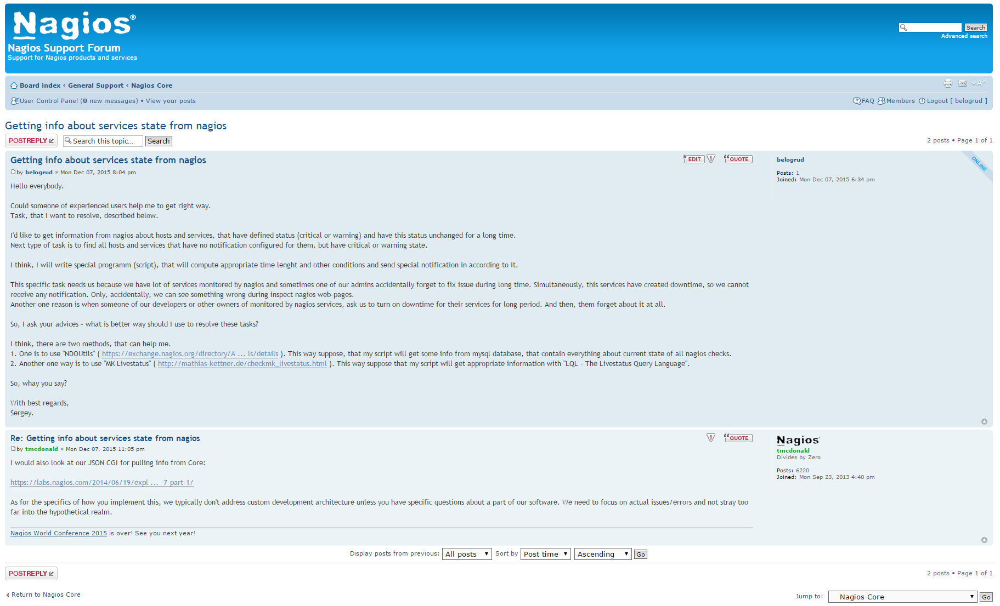 Nagios®
Nagios Support Forum
Support for Nagios products and services
Search
Advanced search
Board index ‹ General Support ‹ Nagios Core
A
User Control Panel (0 new messages) • View your posts
FAQ Members Logout [ belogrud ]
Getting info about services state from nagios
POSTREPLY Search this topic... Search
2 posts • Page 1 of 1
Getting info about services state from nagios
EDIT ! QUOTE
by belogrud » Mon Dec 07, 2015 8:04 pm
belogrud
Posts: 1
Joined: Mon Dec 07, 2015 6:34 pm
ONLINE
Hello everybody.
Could someone of experienced users help me to get right way.
Task, that I want to resolve, described below.
I'd like to get information from nagios about hosts and services, that have defined status (critical or warning) and have this status unchanged for a long time.
Next type of task is to find all hosts and services that have no notification configured for them, but have critical or warning state.
I think, I will write special programm (script), that will compute appropriate time lenght and other conditions and send special notification in according to it.
This specific task needs us because we have lot of services monitored by nagios and sometimes one of our admins accidentally forget to fix issue during long time. Simultaneously, this services have created downtime, so we cannot
receive any notification. Only, accidentally, we can see something wrong during inspect nagios web-pages.
Another one reason is when someone of our developers or other owners of monitored by nagios services, ask us to turn on downtime for their services for long period. And then, them forget about it at all.
So, I ask your advices - what is better way should I use to resolve these tasks?
I think, there are two methods, that can help me.
1. One is to use "NDOUtils" ( https://exchange.nagios.org/directory/A ... ls/details ). This way suppose, that my script will get some info from mysql database, that contain everything about current state of all nagios checks.
2. Another one way is to use "MK Livestatus" ( http://mathias-kettner.de/checkmk_livestatus.html ). This way suppose that my script will get appropriate information with "LQL - The Livestatus Query Language".
So, whay you say?
With best regards,
Sergey.
Re: Getting info about services state from nagios
! QUOTE
by tmcdonald » Mon Dec 07, 2015 11:05 pm
Nagios
tmcdonald
Divides by Zero
Posts: 6220
Joined: Mon Sep 23, 2013 4:40 pm
I would also look at our JSON CGI for pulling info from Core:
https://labs.nagios.com/2014/06/19/expl ... -7-part-1/
As for the specifics of how you implement this, we typically don't address custom development architecture unless you have specific questions about a part of our software. We need to focus on actual issues/errors and not stray too
far into the hypothetical realm.
Nagios World Conference 2015 is over! See you next year!
Display posts from previous: All posts Sort by Post time Ascending Go
POSTREPLY
2 posts • Page 1 of 1
Return to Nagios Core
Jump to: Nagios Core Go